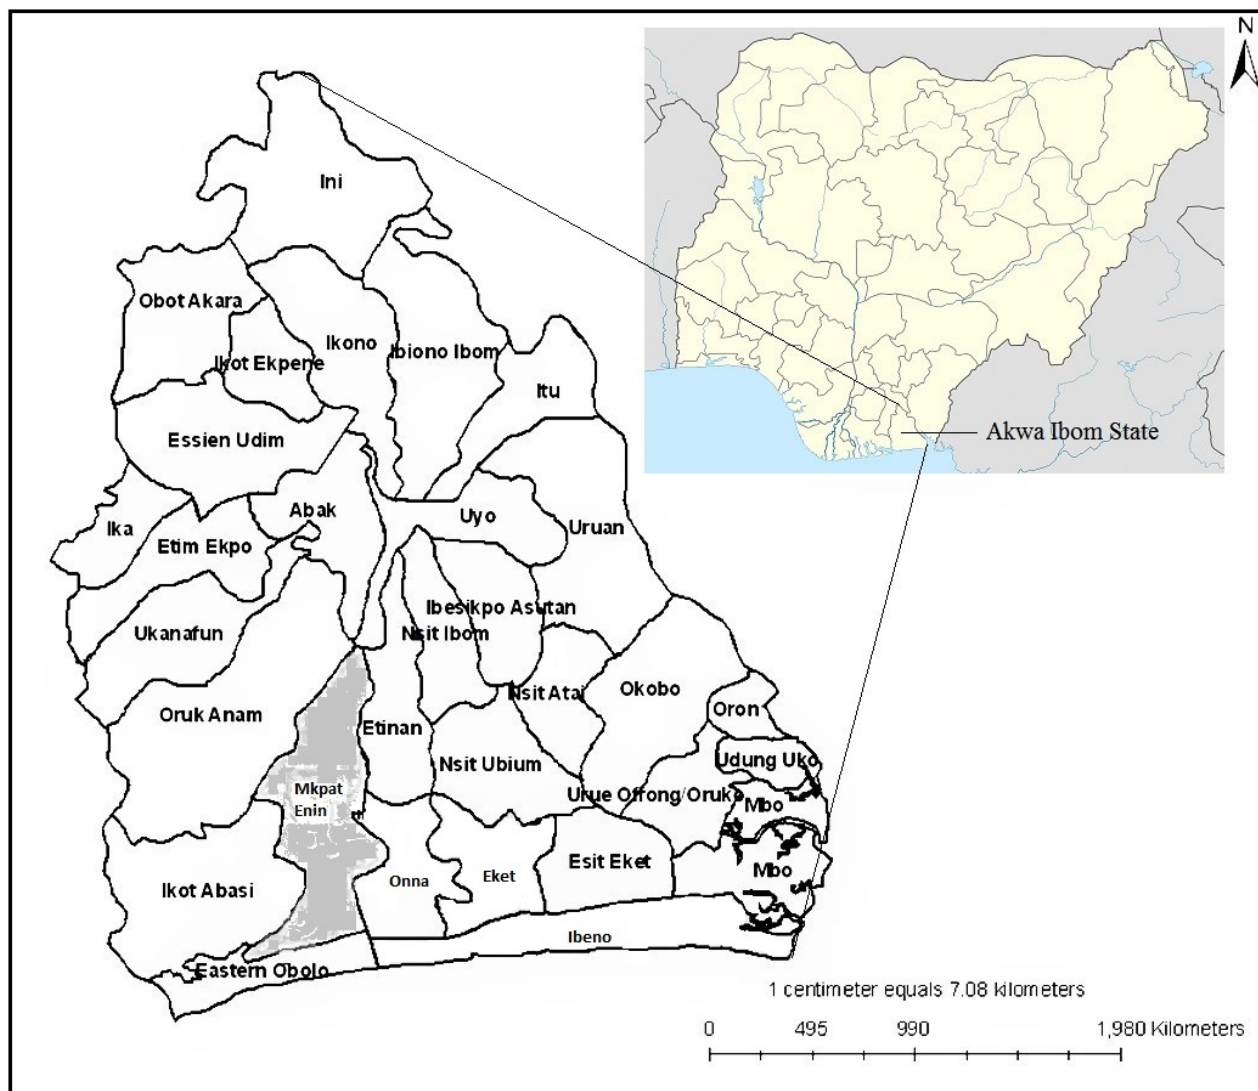 N
Ini
Obot Akara
Ikono
Ikot Ekpene
Ibiono Ibom
Itu
Akwa Ibom State
Essien Udim
Abak
Uyo
Ika
Uruan
Etim Ekpo
Ibesikpo Asutan
Ukanafun
Nsit Ibom
Okobo
Nsit Atai
Oruk Anam
Oron
Etinan
Nsit Ubium
Udung Uko
Mkpat
Enin
Urue Offong/Oruko
Mbo
Esit Eket
Mbo
Onna
Eket
Ikot Abasi
Ibeno
Eastern Obolo
1 centimeter equals 7.08 kilometers
0 495 990 1,980 Kilometers